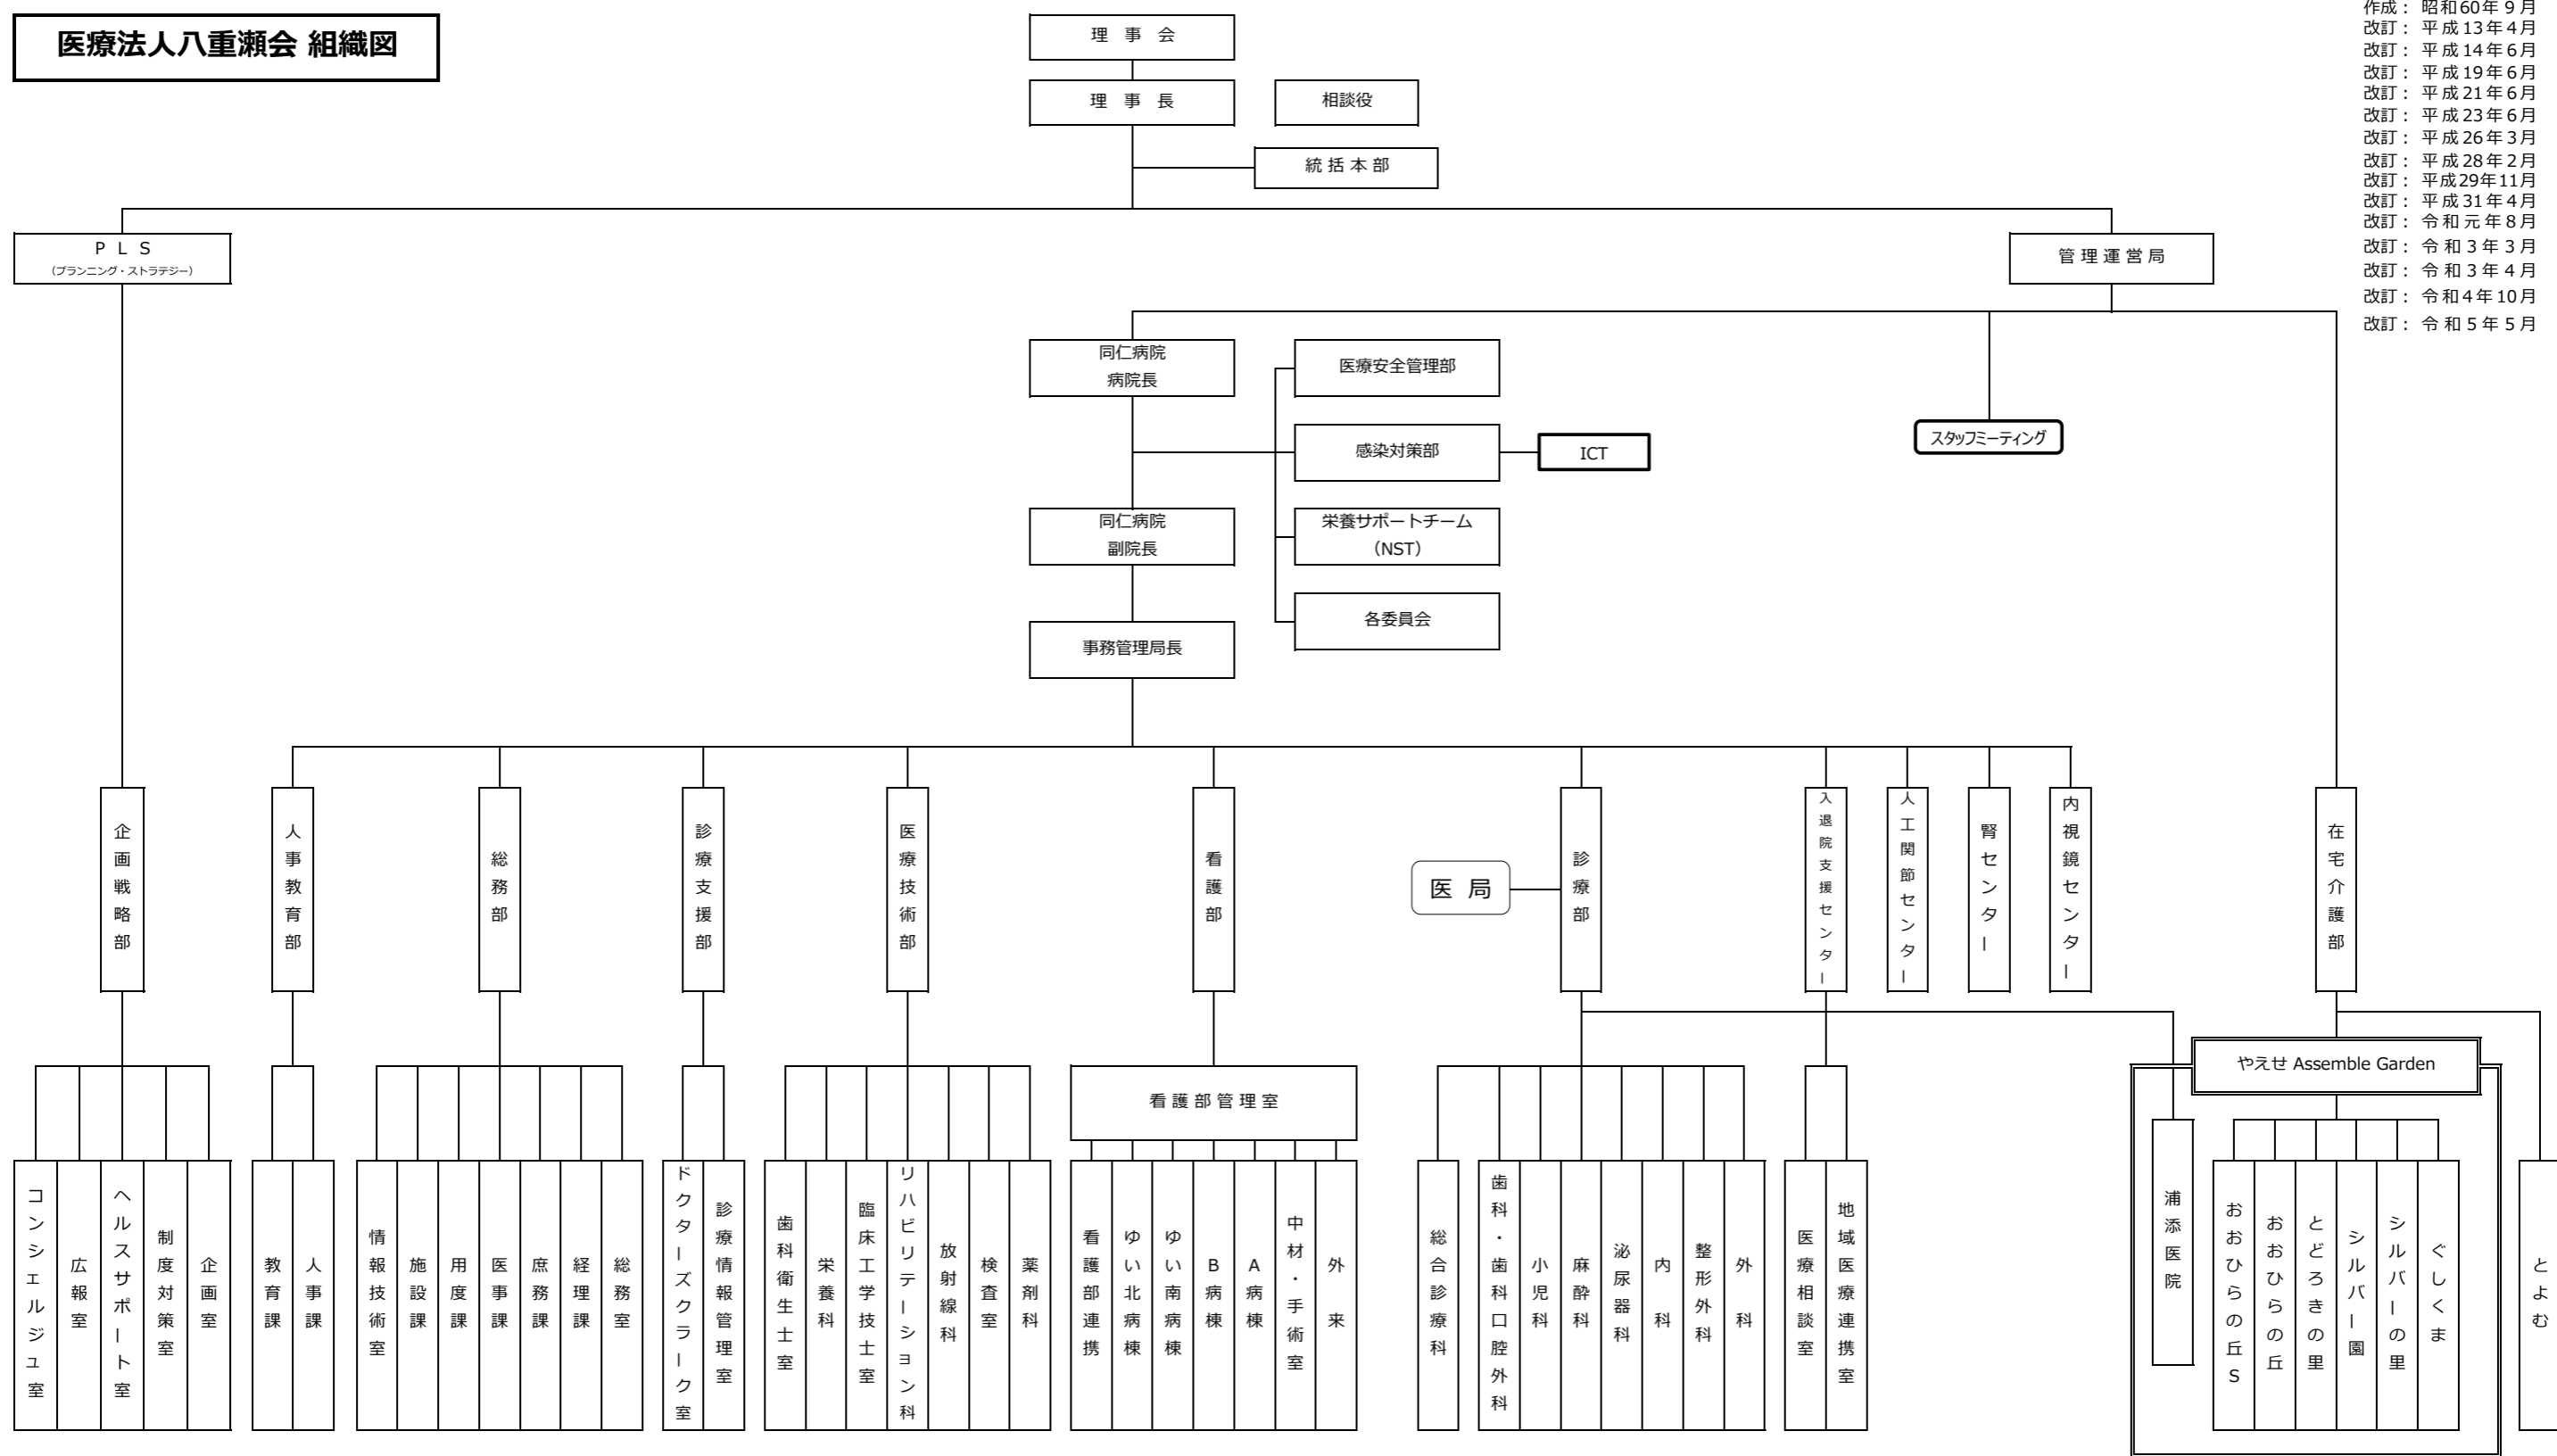 医療法人八重瀬会 組織図
作成： 昭和60年９月
改訂： 平成13年4月
改訂： 平成14年6月
改訂： 平成19年6月
改訂： 平成21年6月
改訂： 平成23年6月
改訂： 平成26年3月
改訂： 平成28年2月
改訂： 平成29年11月
改訂： 平成31年4月
改訂： 令和元年8月
改訂： 令和3年3月
改訂： 令和3年4月
改訂： 令和4年10月
改訂： 令和5年5月
理事会
理事長
相談役
統括本部
ＰＬＳ
（プランニング・ストラテジー）
管理運営局
同仁病院
病院長
医療安全管理部
感染対策部
ICT
スタッフミーティング
同仁病院
副院長
栄養サポートチーム
（NST）
各委員会
事務管理局長
企画戦略部
人事教育部
総務部
診療支援部
医療技術部
看護部
医局
診療部
入退院支援センター
人工関節センター
腎センター
内視鏡センター
在宅介護部
やえせ Assemble Garden
看護部管理室
コンシェルジュ室
広報室
ヘルスサポート室
制度対策室
企画室
教育課
人事課
情報技術室
施設課
用度課
医事課
庶務課
経理課
総務室
ドクターズクラーク室
診療情報管理室
歯科衛生士室
栄養科
臨床工学技士室
リハビリテーション科
放射線科
検査室
薬剤科
看護部連携
ゆい北病棟
ゆい南病棟
B病棟
A病棟
中材・手術室
外来
総合診療科
歯科・歯科口腔外科
小児科
麻酔科
泌尿器科
内科
整形外科
外科
医療相談室
地域医療連携室
浦添医院
おおひらの丘S
おおひらの丘
とどろきの里
シルバー園
シルバーの里
ぐしくま
とよむ